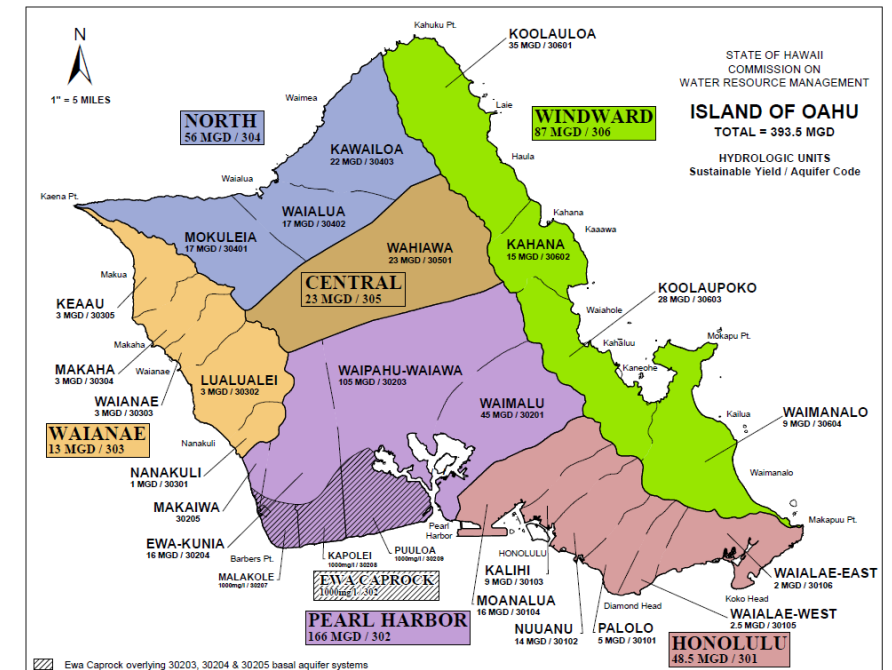 N
1" = 5 MILES
STATE OF HAWAII
COMMISSION ON
WATER RESOURCE MANAGEMENT
ISLAND OF OAHU
TOTAL = 393.5 MGD
HYDROLOGIC UNITS
Sustainable Yield / Aquifer Code
Kahuku Pt.
KOOLAULOA
35 MGD / 30601
Waimea
Laie
NORTH
56 MGD / 304
WINDWARD
87 MGD / 306
KAWAILOA
22 MGD / 30403
Haula
Waialua
Kaena Pt.
WAIALUA
17 MGD / 30402
Kahana
Kaaawa
MOKULEIA
17 MGD / 30401
WAHIAWA
23 MGD / 30501
KAHANA
15 MGD / 30602
Makua
CENTRAL
23 MGD / 305
KOOLAUPOKO
28 MGD / 30603
KEAAU
3 MGD / 30305
Waiahole
Mokapu Pt.
Makaha
Kahaluu
MAKAHA
3 MGD / 30304
Waianae
WAIPAHU-WAIAWA
105 MGD / 30203
Kaneohe
LUALUALEI
3 MGD / 30302
WAIANAE
3 MGD / 30303
WAIMALU
45 MGD / 30201
Kailua
WAIMANALO
9 MGD / 30604
WAIANAE
13 MGD / 303
Nanakuli
NANAKULI
1 MGD / 30301
Waimanalo
MAKAIWA
30205
Makapuu Pt.
EWA-KUNIA
16 MGD / 30204
Pearl
Harbor
Barbers Pt.
KAPOLEI
1000mg/l / 30208
PUULOA
1000mg/l / 30209
HONOLULU
MALAKOLE
1000mg/l / 30207
KALIHI
9 MGD / 30103
WAIALAE-EAST
2 MGD / 30106
EWA CAPROCK
1000mg/l 302
Koko Head
MOANALUA
16 MGD / 30104
Diamond Head
WAIALAE-WEST
2.5 MGD / 30105
PEARL HARBOR
166 MGD / 302
NUUANU
14 MGD / 30102
PALOLO
5 MGD / 30101
HONOLULU
48.5 MGD / 301
Ewa Caprock overlying 30203, 30204 & 30205 basal aquifer systems